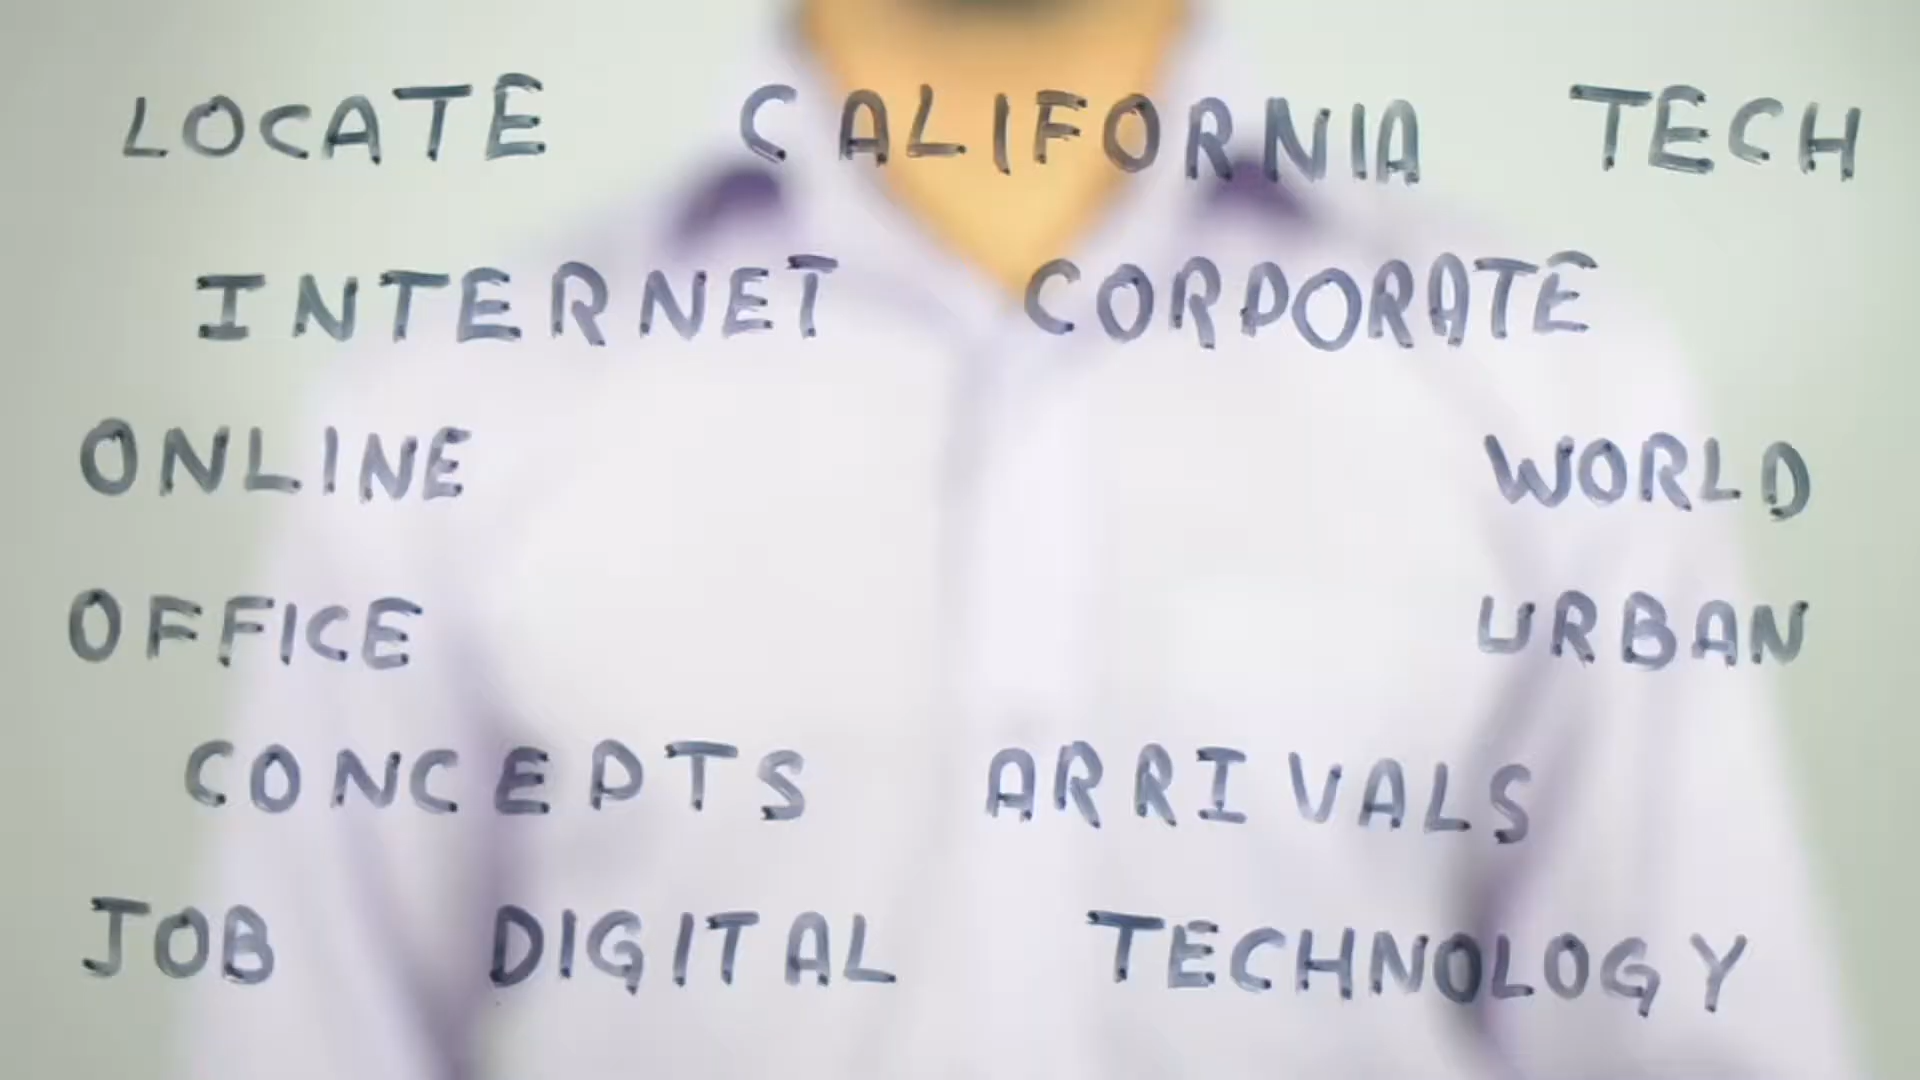 LOCATE CALIFORNIA TECH
INTERNET CORPORATE
ONLINE WORLD
OFFICE URBAN
CONCEPTS ARRIVALS
JOB DIGITAL TECHNOLOGY